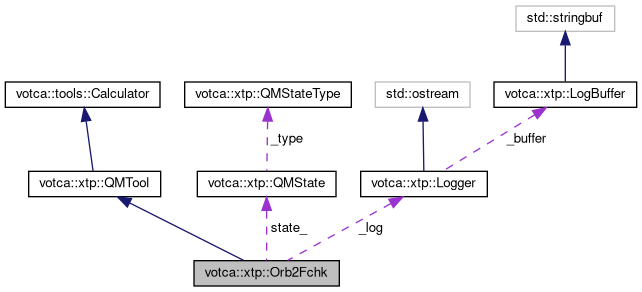 std::stringbuf
votca::tools::Calculator
votca::xtp::QMStateType
std::ostream
votca::xtp::LogBuffer
_type
_buffer
votca::xtp::QMTool
votca::xtp::QMState
votca::xtp::Logger
state_
_log
votca::xtp::Orb2Fchk